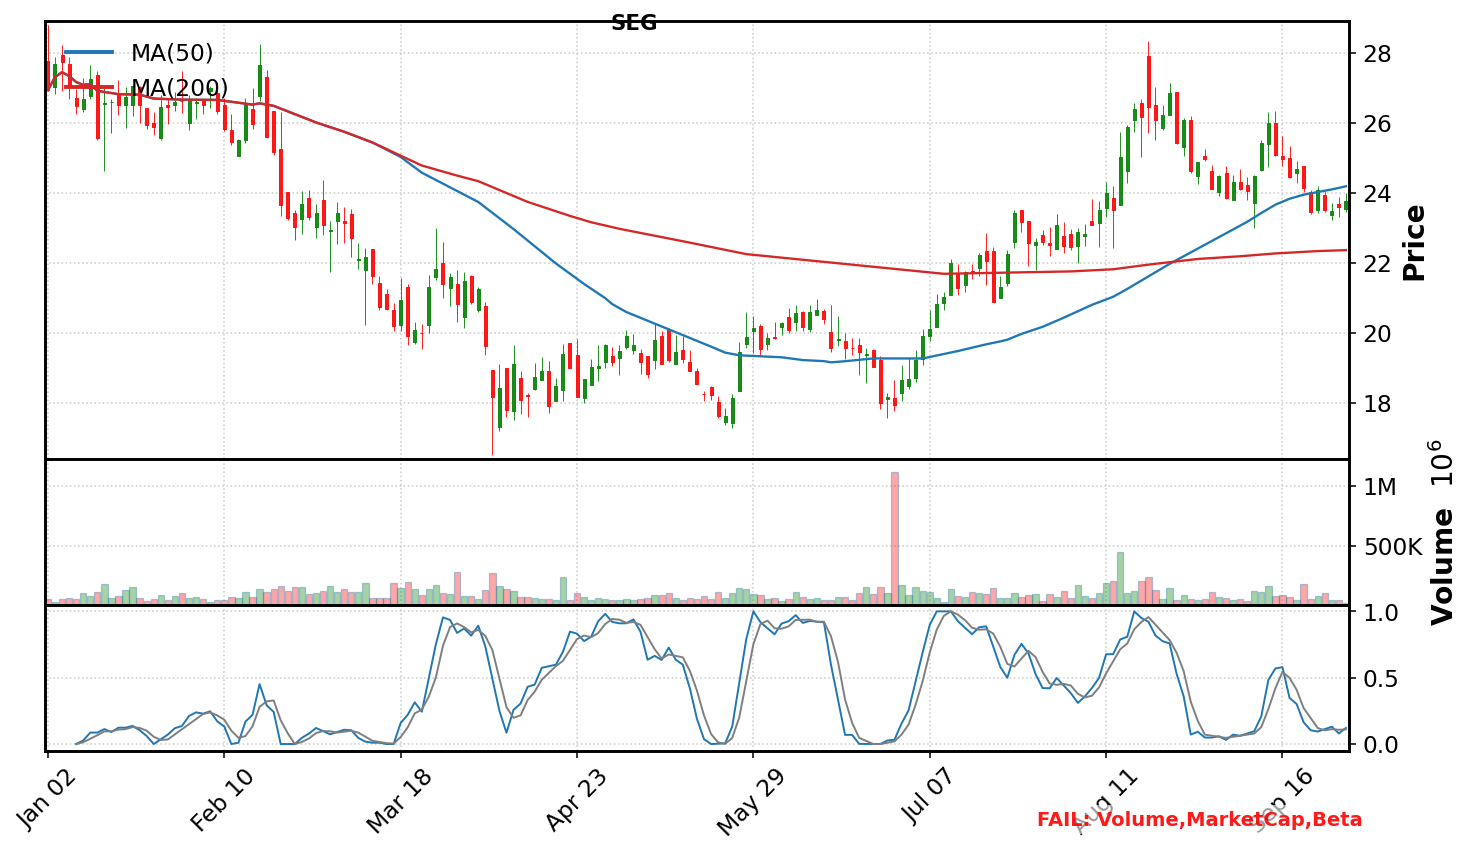 SEG
MA(50)
MA(200)
28
26
24
22
20
18
Price
1M
500K
Volume 10^6
1.0
0.5
0.0
Jan 02
Feb 10
Mar 18
Apr 23
May 29
Jul 07
Aug 11
Sep 16
FAIL: Volume,MarketCap,Beta